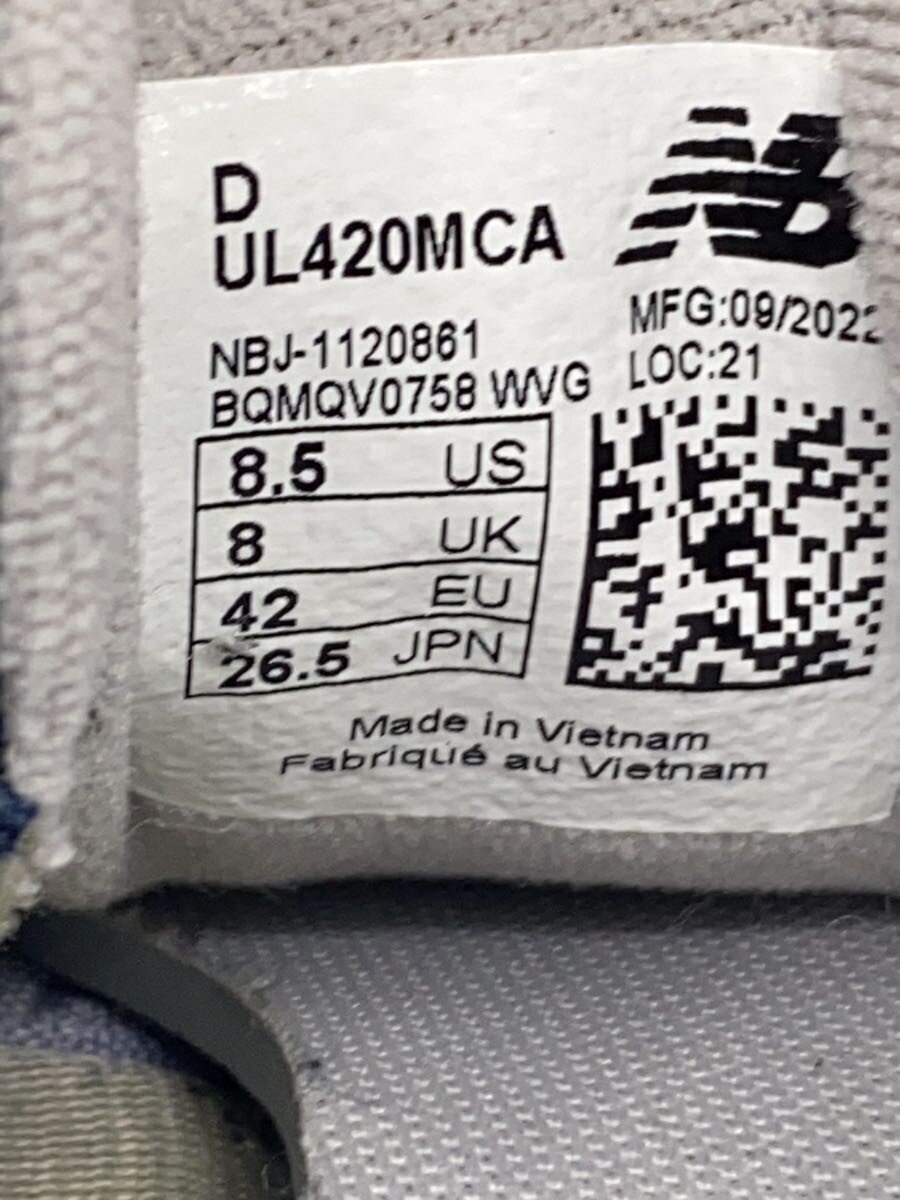 D
UL420MCA
NB
MFG:09/2022
LOC:21
NBJ-1120861
BQMQV0758 WVG
8.5 US
8 UK
42 EU
26.5 JPN
Made in Vietnam
Fabriqué au Vietnam